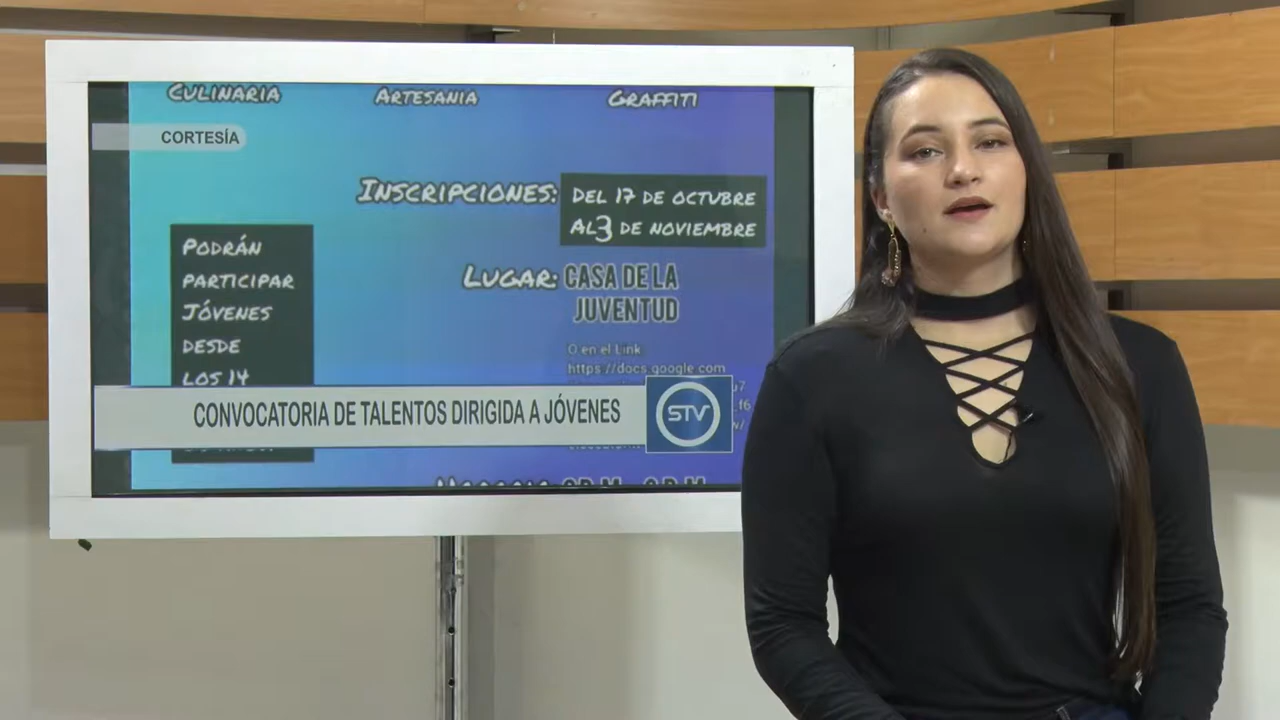 CULINARIA ARTESANIA GRAFFITI
CORTESÍA
INSCRIPCIONES: DEL 17 DE OCTUBRE
AL 3 DE NOVIEMBRE
PODRÁN
PARTICIPAR
JÓVENES
DESDE
LOS 14
LUGAR: CASA DE LA
JUVENTUD
O en el Link:
https://docs.google.com
CONVOCATORIA DE TALENTOS DIRIGIDA A JÓVENES
STV